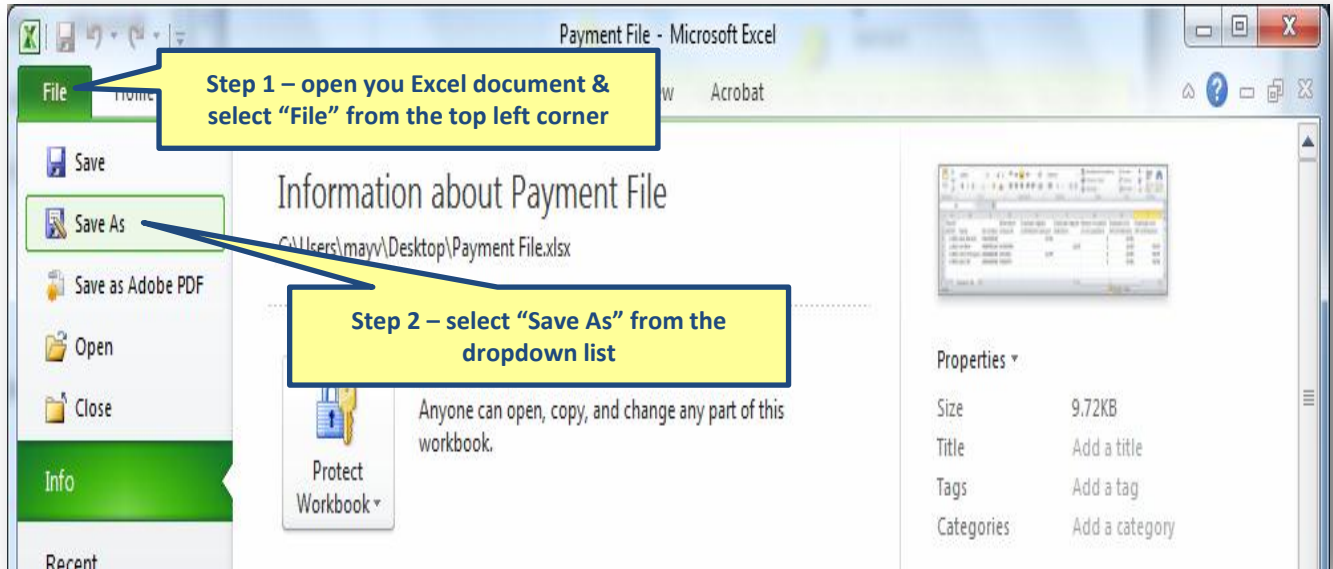 Payment File - Microsoft Excel
File
Step 1 – open you Excel document &
select “File” from the top left corner
Acrobat
Save
Save As
Save as Adobe PDF
Open
Close
Info
Recent
Information about Payment File
C:\Users\mayv\Desktop\Payment File.xlsx
Step 2 – select “Save As” from the
dropdown list
Anyone can open, copy, and change any part of this
workbook.
Protect
Workbook
Properties
Size 9.72KB
Title Add a title
Tags Add a tag
Categories Add a category